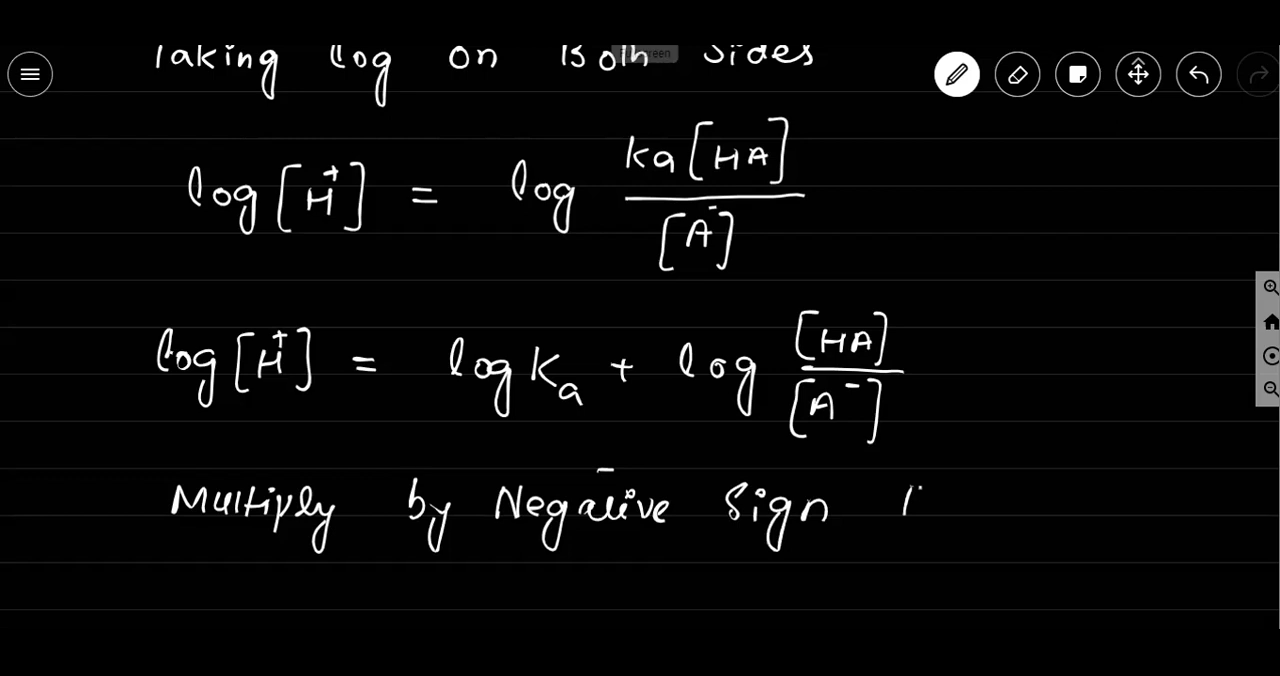 Taking log on Both Sides
log [H⁺] = log ka [HA] / [A⁻]
log [H⁺] = log Ka + log [HA] / [A⁻]
Multiply by Negative Sign